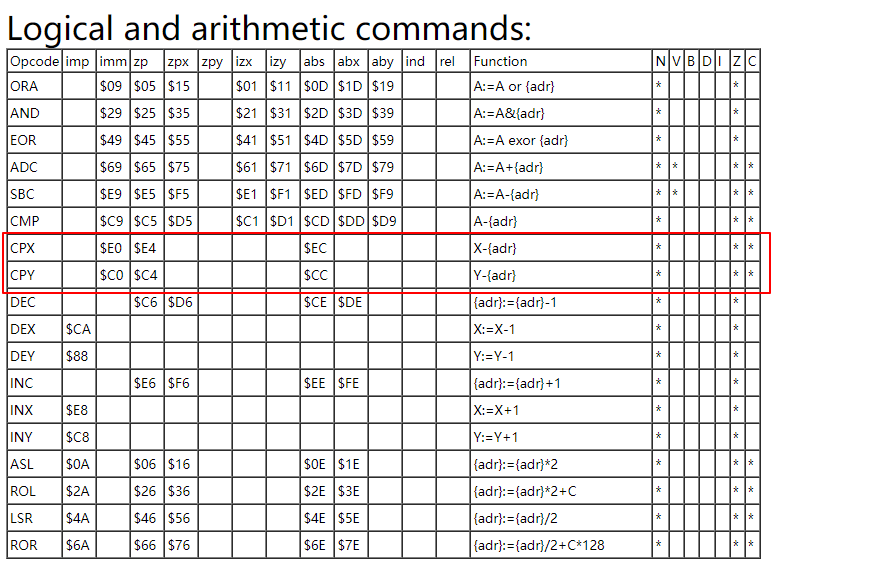 Logical and arithmetic commands:
Opcode imp imm zp zpx zpy izx izy abs abx aby ind rel Function N V B D I Z C
ORA $09 $05 $15 $01 $11 $0D $1D $19 A:=A or {adr} * *
AND $29 $25 $35 $21 $31 $2D $3D $39 A:=A&{adr} * *
EOR $49 $45 $55 $41 $51 $4D $5D $59 A:=A exor {adr} * *
ADC $69 $65 $75 $61 $71 $6D $7D $79 A:=A+{adr} * * * *
SBC $E9 $E5 $F5 $E1 $F1 $ED $FD $F9 A:=A-{adr} * * * *
CMP $C9 $C5 $D5 $C1 $D1 $CD $DD $D9 A-{adr} * * *
CPX $E0 $E4 $EC X-{adr} * * *
CPY $C0 $C4 $CC Y-{adr} * * *
DEC $C6 $D6 $CE $DE {adr}:={adr}-1 * *
DEX $CA X:=X-1 * *
DEY $88 Y:=Y-1 * *
INC $E6 $F6 $EE $FE {adr}:={adr}+1 * *
INX $E8 X:=X+1 * *
INY $C8 Y:=Y+1 * *
ASL $0A $06 $16 $0E $1E {adr}:={adr}*2 * * *
ROL $2A $26 $36 $2E $3E {adr}:={adr}*2+C * * *
LSR $4A $46 $56 $4E $5E {adr}:={adr}/2 * * *
ROR $6A $66 $76 $6E $7E {adr}:={adr}/2+C*128 * * *